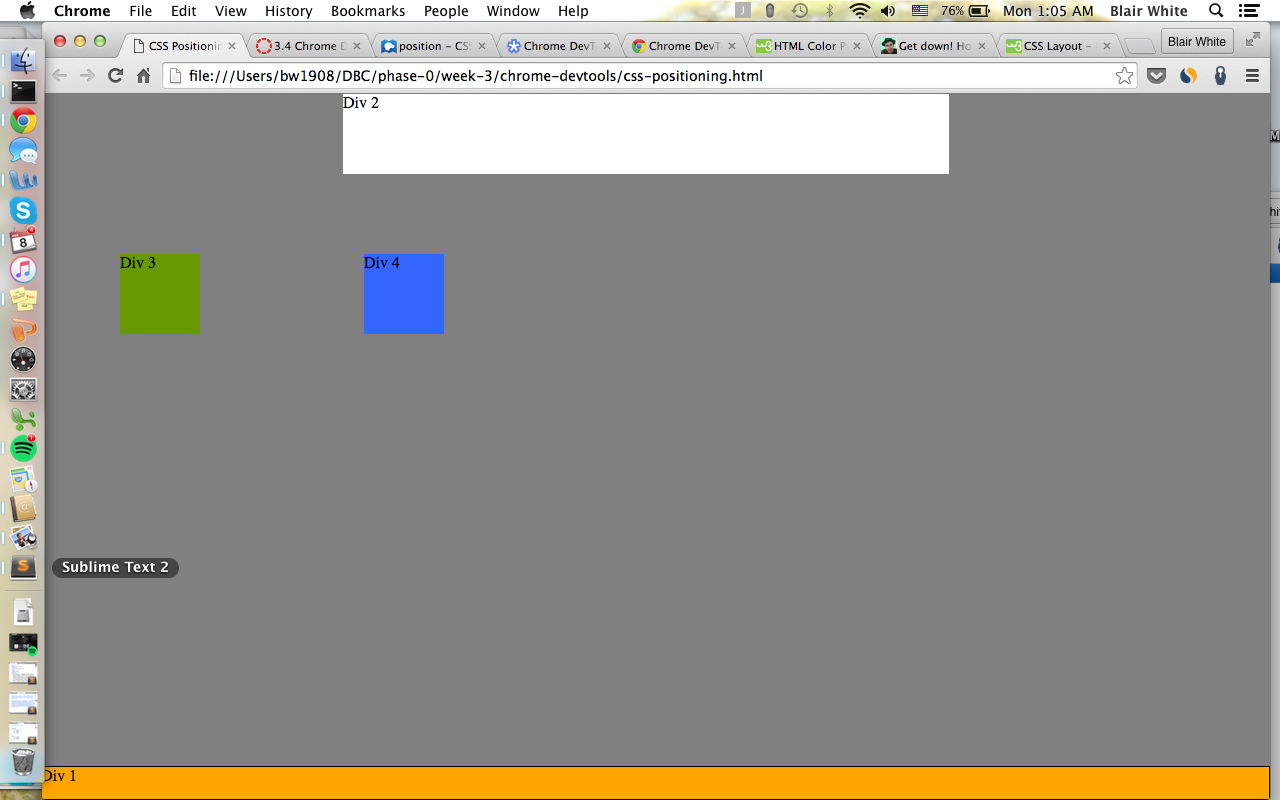 Chrome File Edit View History Bookmarks People Window Help J 76% Mon 1:05 AM Blair White
CSS Positionin 3.4 Chrome D position – CSS Chrome DevT Chrome DevT HTML Color P Get down! Ho CSS Layout – Blair White
file:///Users/bw1908/DBC/phase-0/week-3/chrome-devtools/css-positioning.html
Div 2
8
Div 3 Div 4
Sublime Text 2
Div 1